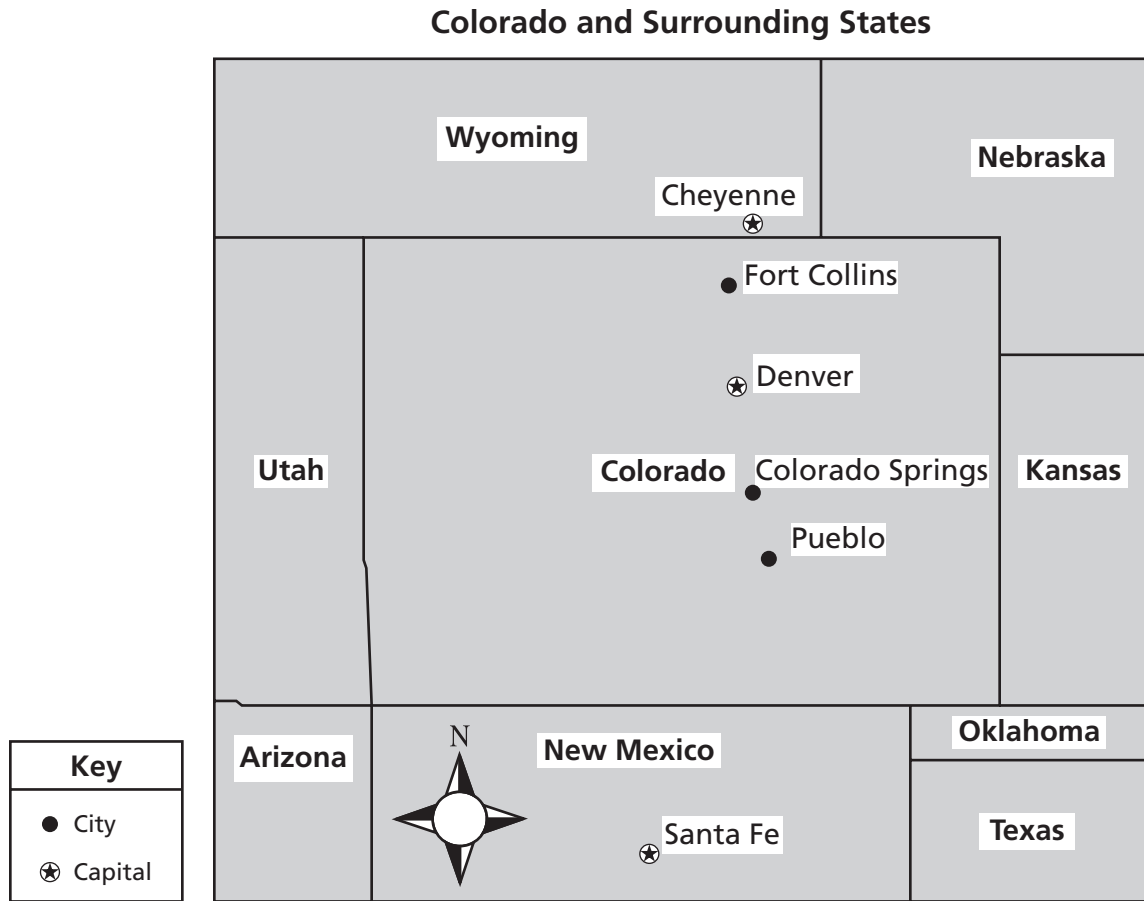 Colorado and Surrounding States
Wyoming
Nebraska
Cheyenne
Fort Collins
Denver
Utah
Colorado
Colorado Springs
Kansas
Pueblo
Arizona
N
New Mexico
Oklahoma
Santa Fe
Texas
Key
City
Capital